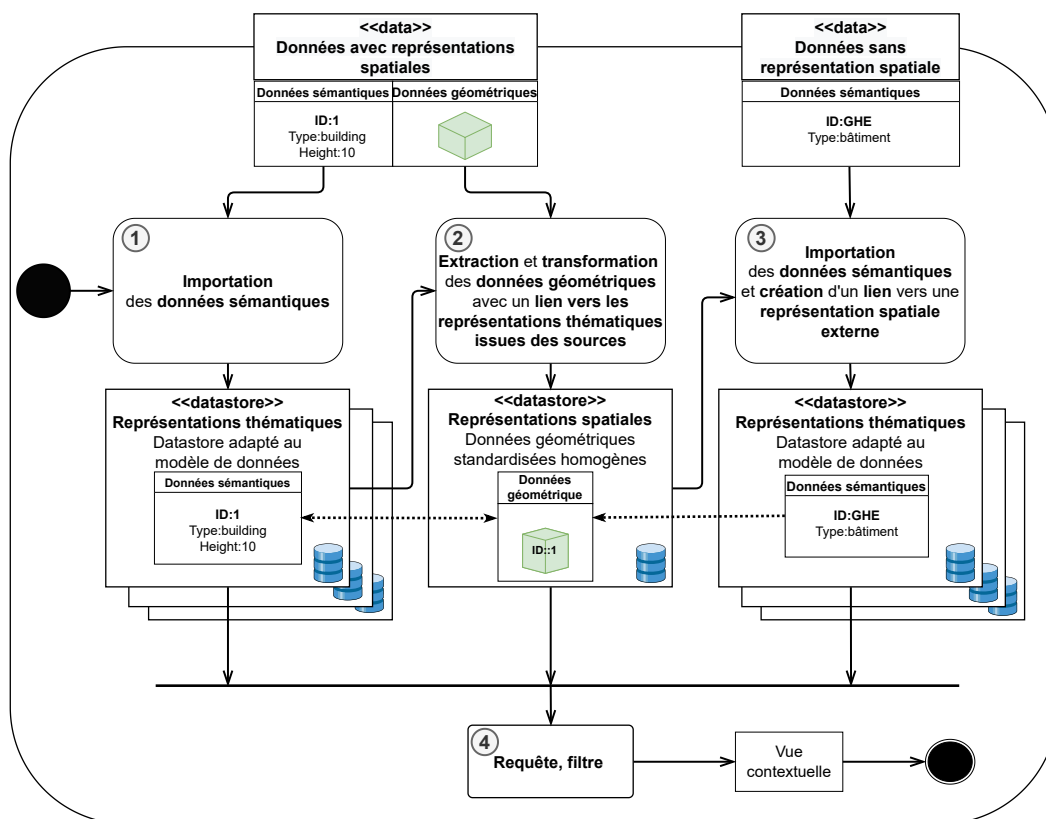 <<data>>
Données avec représentations
spatiales
Données sémantiques
Données géométriques
ID:1
Type:building
Height:10
<<data>>
Données sans
représentation spatiale
Données sémantiques
ID:GHE
Type:bâtiment
1
Importation
des données sémantiques
2
Extraction et transformation
des données géométriques
avec un lien vers les
représentations thématiques
issues des sources
3
Importation
des données sémantiques
et création d'un lien vers une
représentation spatiale
externe
<<datastore>>
Représentations thématiques
Datastore adapté au
modèle de données
Données sémantiques
ID:1
Type:building
Height:10
<<datastore>>
Représentations spatiales
Données géométriques
standardisées homogènes
Données
géométrique
ID::1
<<datastore>>
Représentations thématiques
Datastore adapté au
modèle de données
Données sémantiques
ID:GHE
Type:bâtiment
4
Requête, filtre
Vue
contextuelle